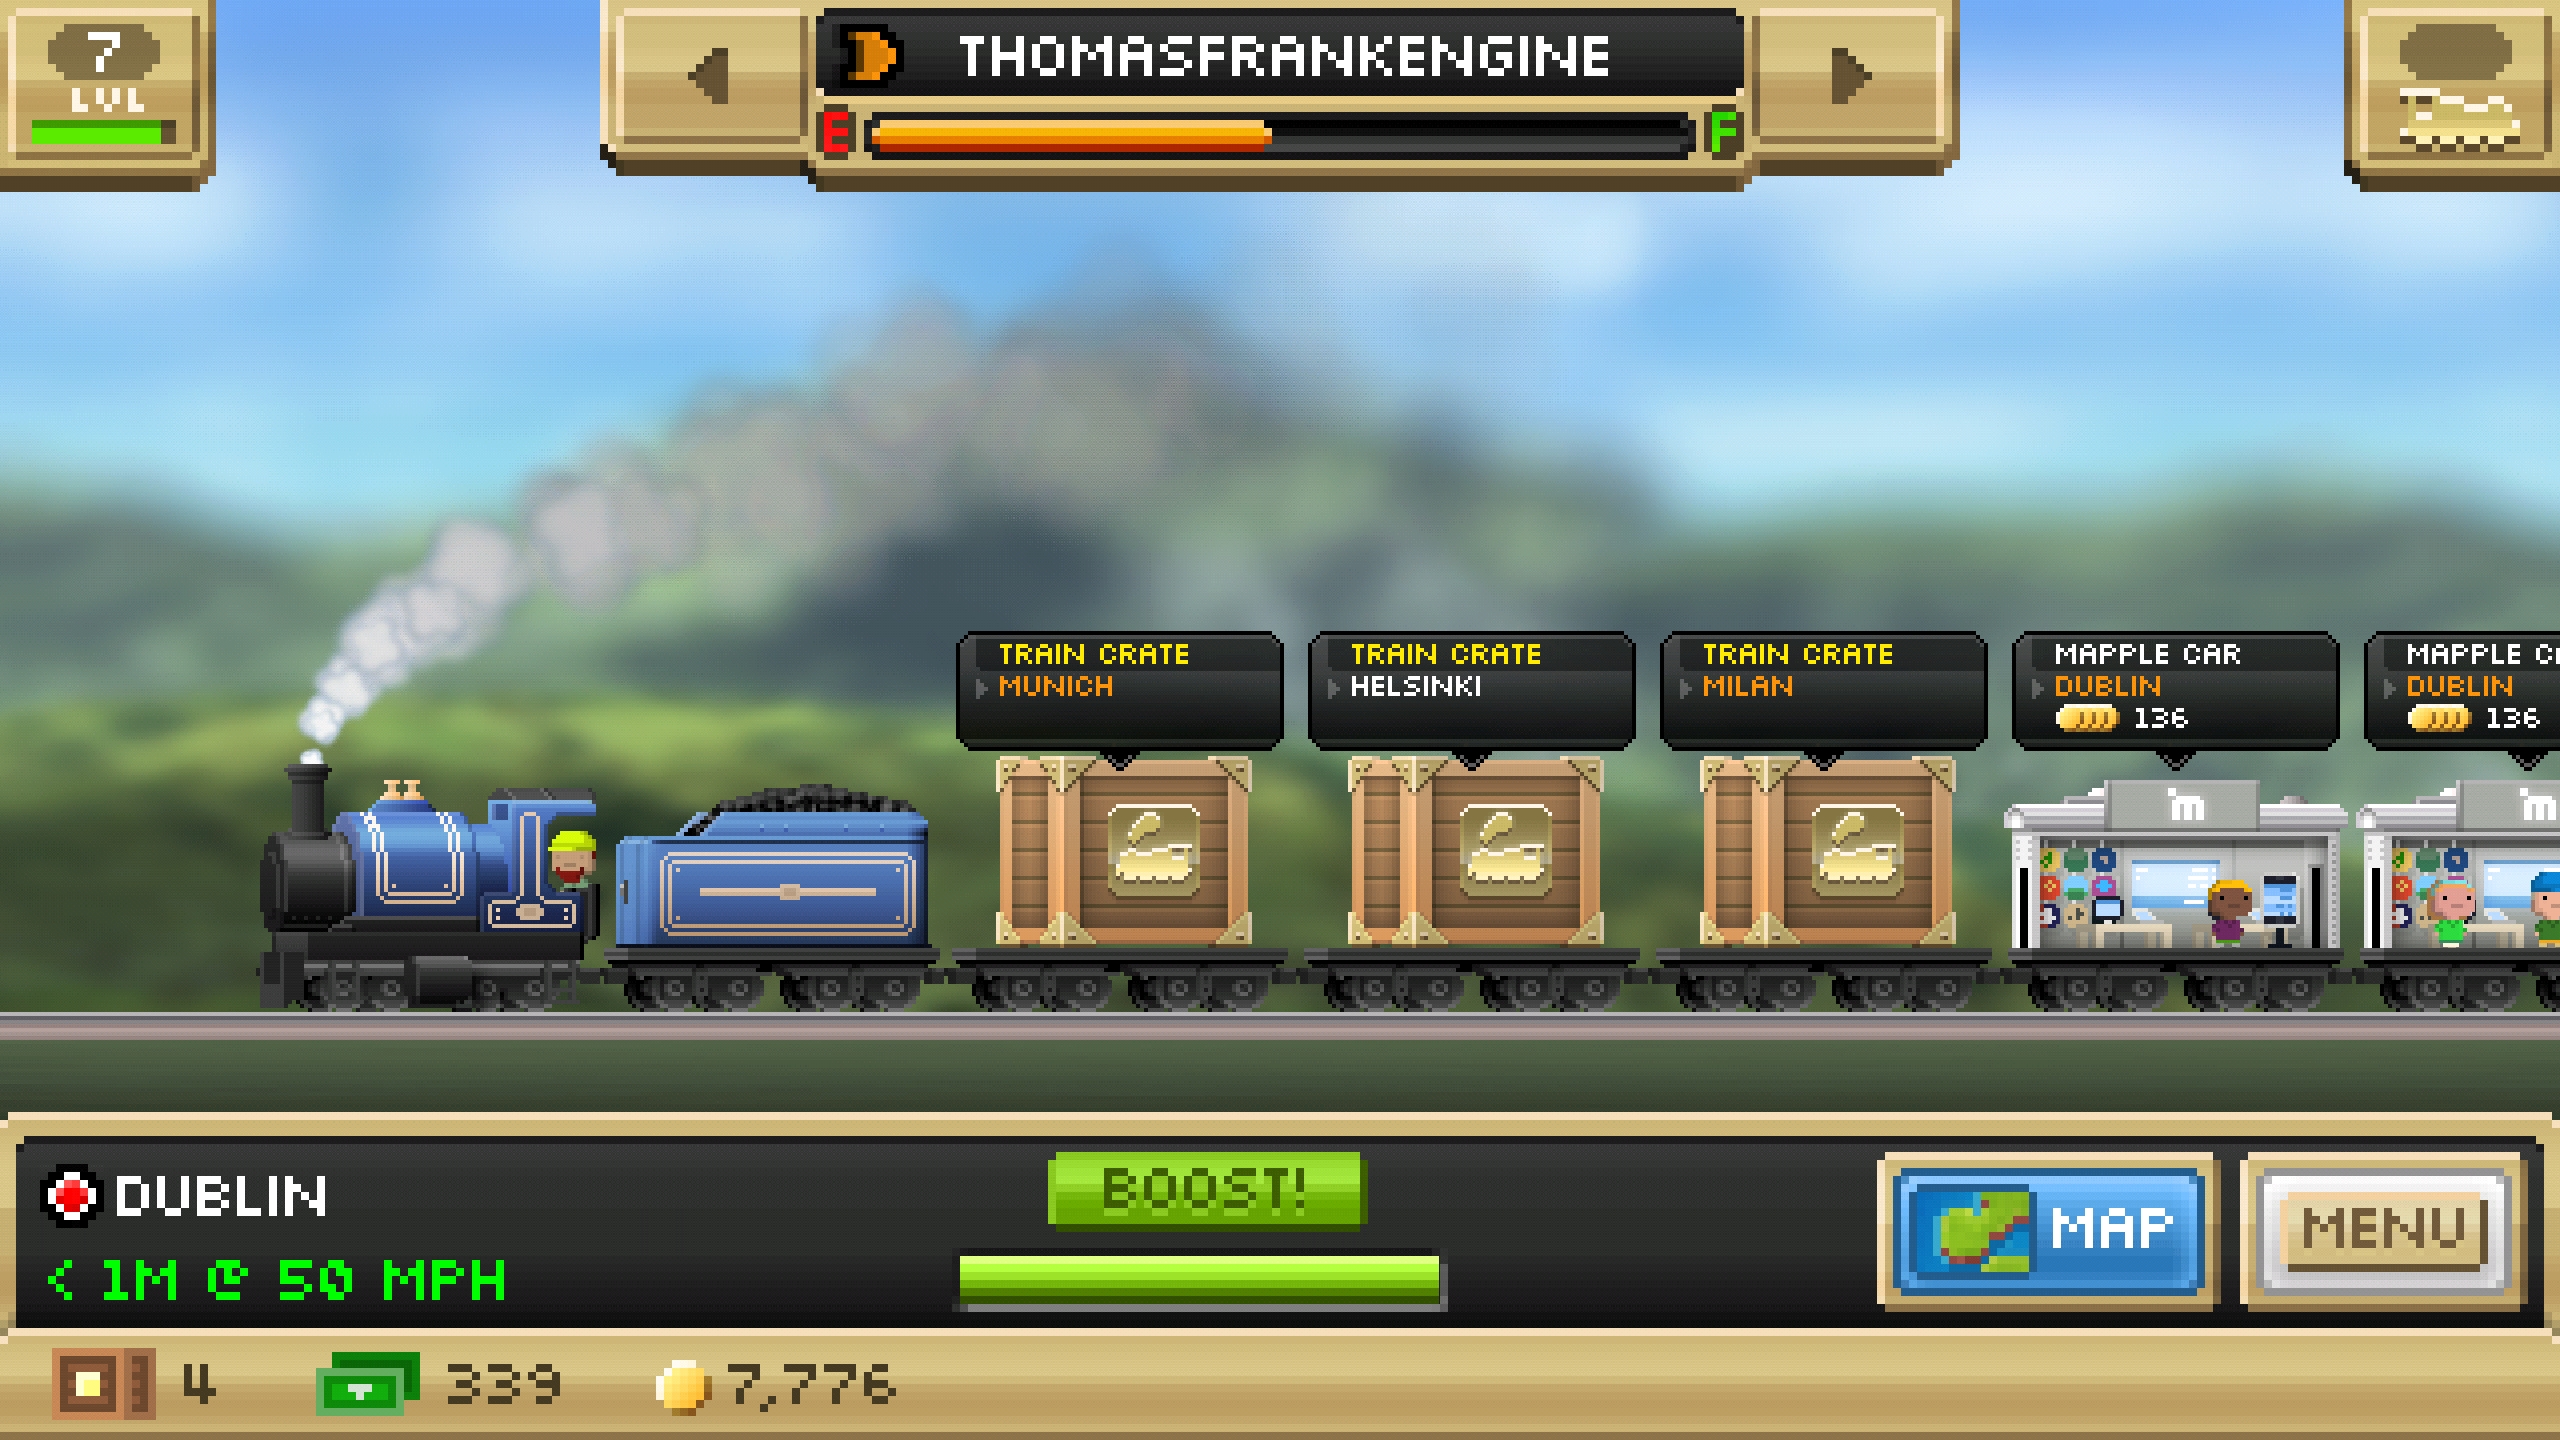 7
LVL
THOMASFRANKENGINE
E
F
TRAIN CRATE
MUNICH
TRAIN CRATE
HELSINKI
TRAIN CRATE
MILAN
MAPPLE CAR
DUBLIN
136
MAPPLE
DUBLIN
136
m
m
DUBLIN
< 1M @ 50 MPH
BOOST!
MAP
MENU
4
339
7,776